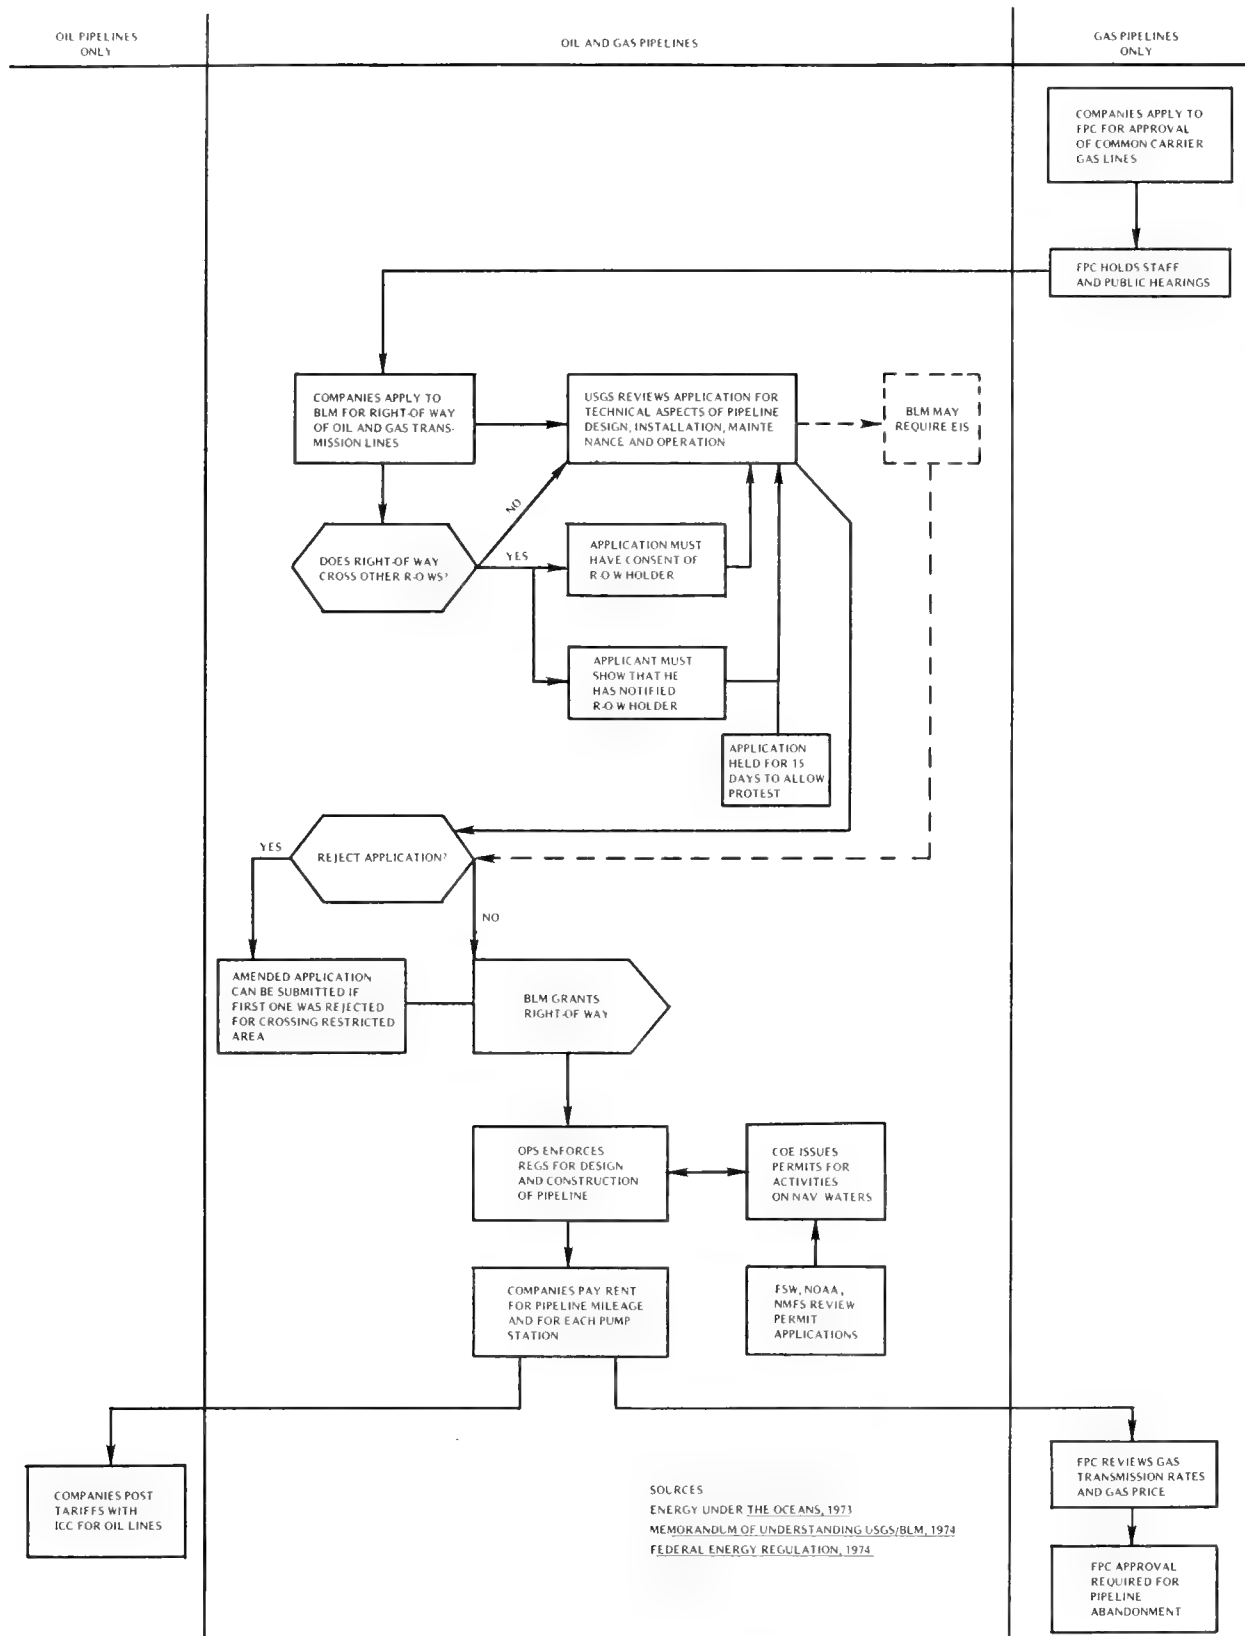 OIL PIPELINES
ONLY
OIL AND GAS PIPELINES
GAS PIPELINES
ONLY
COMPANIES APPLY TO
FPC FOR APPROVAL
OF COMMON CARRIER
GAS LINES
FPC HOLDS STAFF
AND PUBLIC HEARINGS
COMPANIES APPLY TO
BLM FOR RIGHT-OF WAY
OF OIL AND GAS TRANS-
MISSION LINES
USGS REVIEWS APPLICATION FOR
TECHNICAL ASPECTS OF PIPELINE
DESIGN, INSTALLATION, MAINTE
NANCE AND OPERATION
BLM MAY
REQUIRE EIS
NO
DOES RIGHT-OF WAY
CROSS OTHER R-O WS?
YES
APPLICATION MUST
HAVE CONSENT OF
R-O W HOLDER
APPLICANT MUST
SHOW THAT HE
HAS NOTIFIED
R-O W HOLDER
APPLICATION
HELD FOR 15
DAYS TO ALLOW
PROTEST
YES
REJECT APPLICATION?
NO
AMENDED APPLICATION
CAN BE SUBMITTED IF
FIRST ONE WAS REJECTED
FOR CROSSING RESTRICTED
AREA
BLM GRANTS
RIGHT-OF WAY
OPS ENFORCES
REGS FOR DESIGN
AND CONSTRUCTION
OF PIPELINE
COE ISSUES
PERMITS FOR
ACTIVITIES
ON NAV WATERS
COMPANIES PAY RENT
FOR PIPELINE MILEAGE
AND FOR EACH PUMP
STATION
FSW, NOAA,
NMFS REVIEW
PERMIT
APPLICATIONS
COMPANIES POST
TARIFFS WITH
ICC FOR OIL LINES
FPC REVIEWS GAS
TRANSMISSION RATES
AND GAS PRICE
FPC APPROVAL
REQUIRED FOR
PIPELINE
ABANDONMENT
SOURCES
ENERGY UNDER THE OCEANS, 1973
MEMORANDUM OF UNDERSTANDING USGS/BLM, 1974
FEDERAL ENERGY REGULATION, 1974